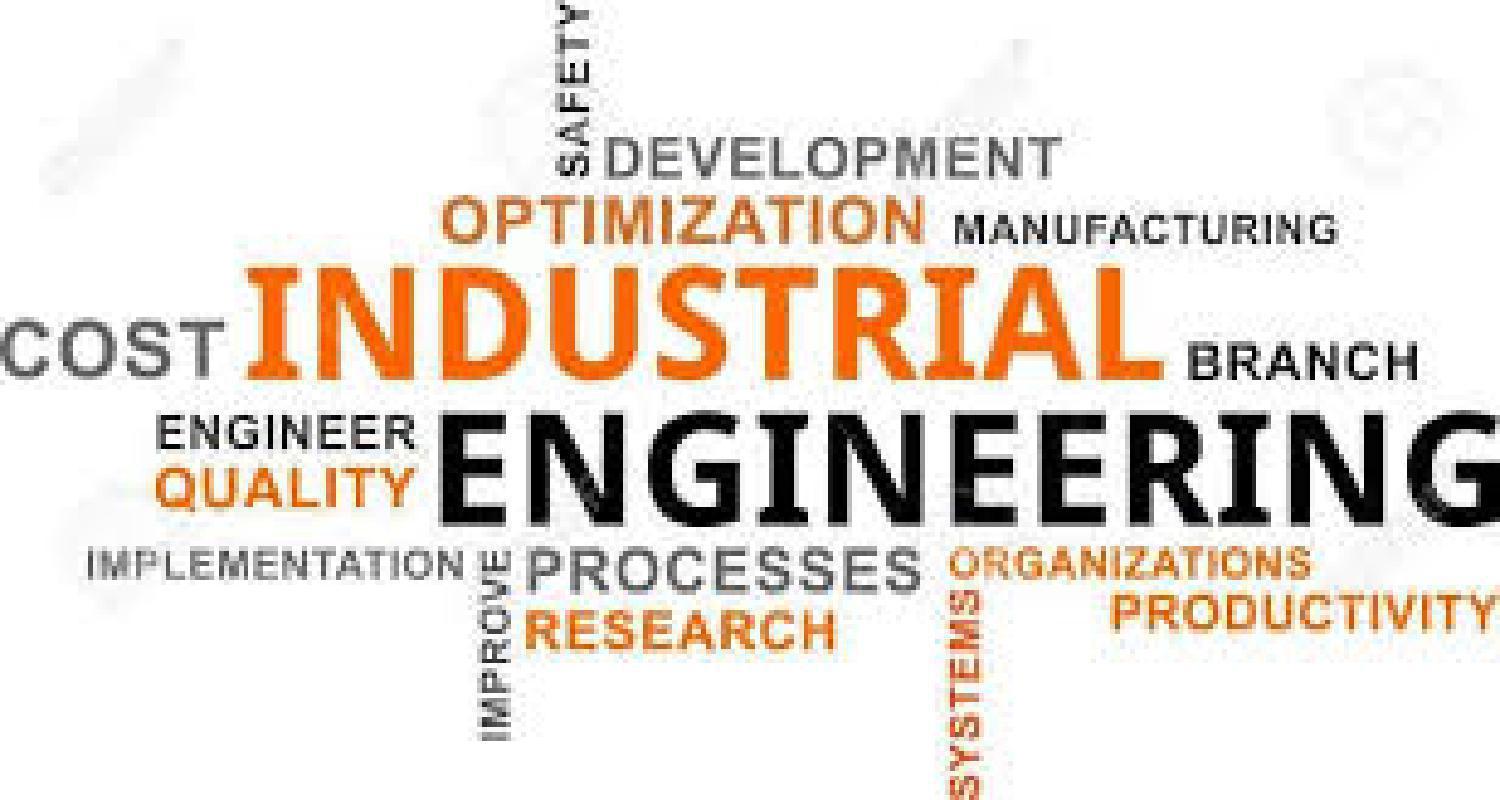 SAFETY
DEVELOPMENT
OPTIMIZATION MANUFACTURING
COST INDUSTRIAL BRANCH
ENGINEER ENGINEERING
QUALITY
IMPLEMENTATION IMPROVE PROCESSES ORGANIZATIONS
RESEARCH SYSTEMS PRODUCTIVITY